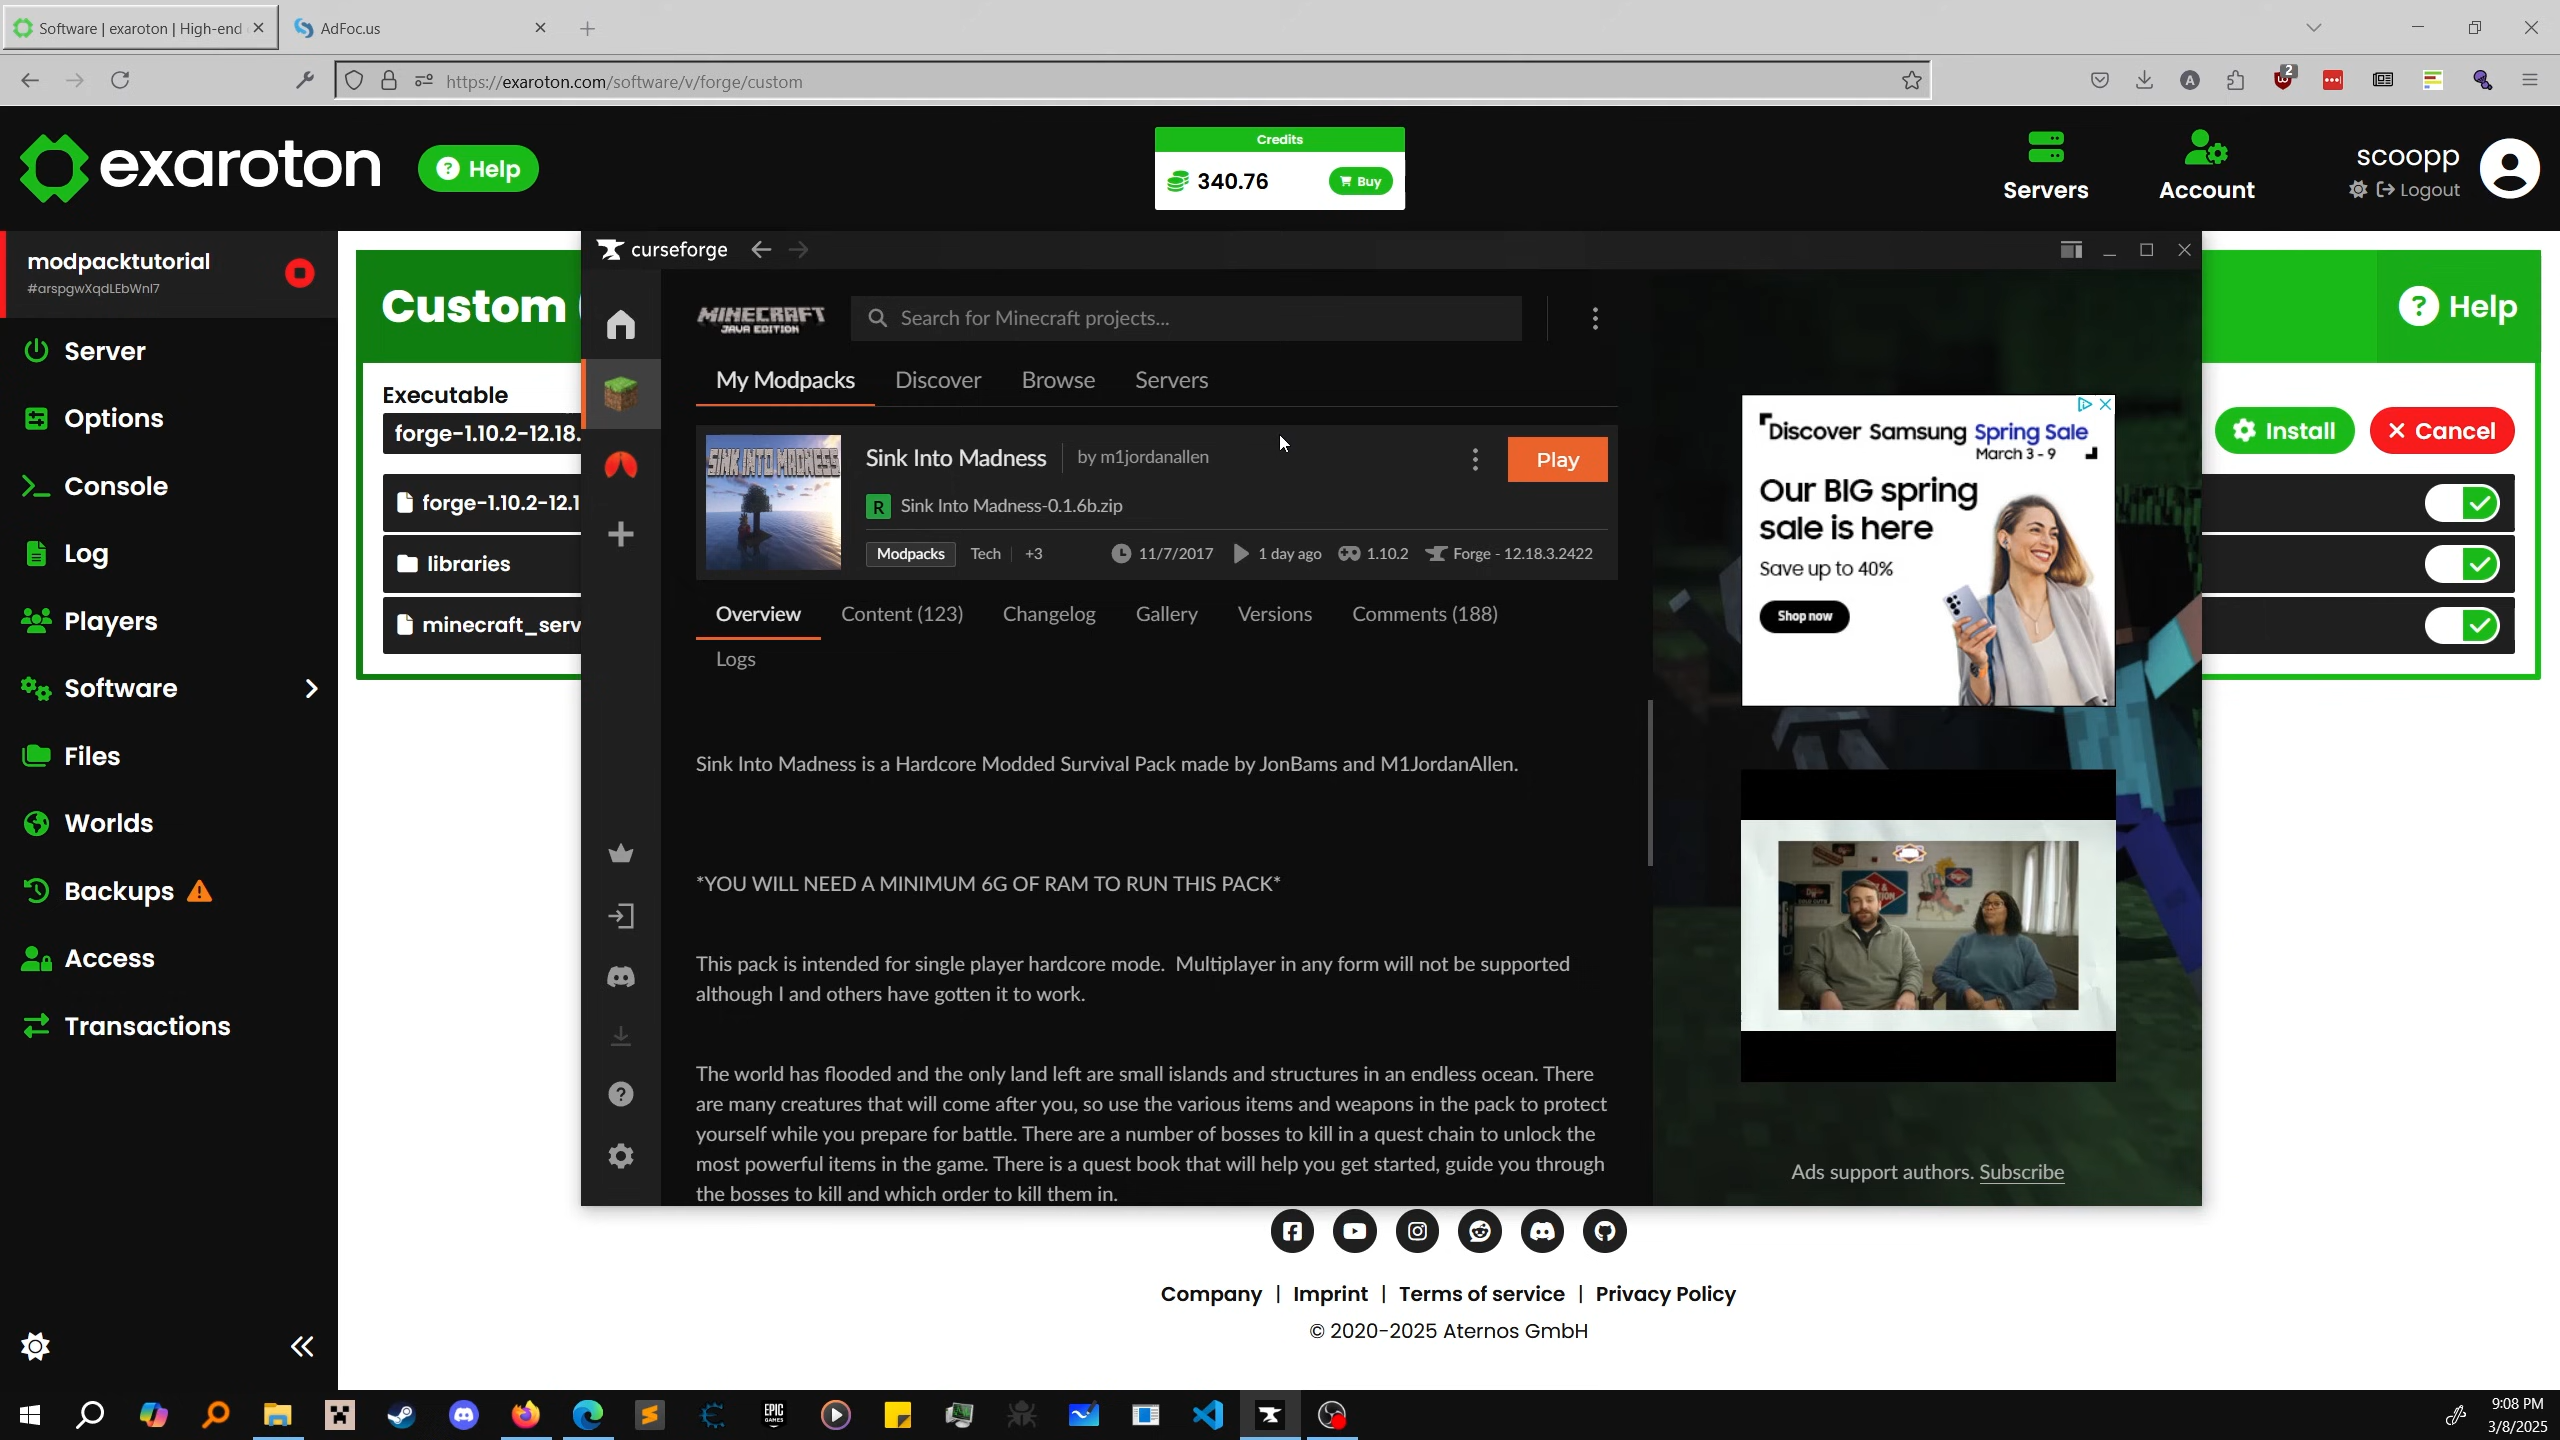 Software | exaroton | High-end
AdFoc.us
https://exaroton.com/software/v/forge/custom
2
A
exaroton
Help
Credits
340.76
Buy
Servers
Account
scoopp
Logout
modpacktutorial
#arspgwXqdLEbWnI7
Server
Options
Console
Log
Players
Software
Files
Worlds
Backups
Access
Transactions
Custom
Help
Executable
forge-1.10.2-12.18.
forge-1.10.2-12.1
libraries
minecraft_serv
Install
Cancel
curseforge
MINECRAFT
JAVA EDITION
Search for Minecraft projects...
My Modpacks
Discover
Browse
Servers
SINK INTO MADNESS
Sink Into Madness
by m1jordanallen
Play
R
Sink Into Madness-0.1.6b.zip
Modpacks
Tech
+3
11/7/2017
1 day ago
1.10.2
Forge - 12.18.3.2422
Overview
Content (123)
Changelog
Gallery
Versions
Comments (188)
Logs
Sink Into Madness is a Hardcore Modded Survival Pack made by JonBams and M1JordanAllen.
*YOU WILL NEED A MINIMUM 6G OF RAM TO RUN THIS PACK*
This pack is intended for single player hardcore mode.  Multiplayer in any form will not be supported
although I and others have gotten it to work.
The world has flooded and the only land left are small islands and structures in an endless ocean. There
are many creatures that will come after you, so use the various items and weapons in the pack to protect
yourself while you prepare for battle. There are a number of bosses to kill in a quest chain to unlock the
most powerful items in the game. There is a quest book that will help you get started, guide you through
the bosses to kill and which order to kill them in.
Discover Samsung Spring Sale
March 3 - 9
Our BIG spring
sale is here
Save up to 40%
Shop now
Ads support authors. Subscribe
Company | Imprint | Terms of service | Privacy Policy
© 2020-2025 Aternos GmbH
EPIC
GAMES
9:08 PM
3/8/2025